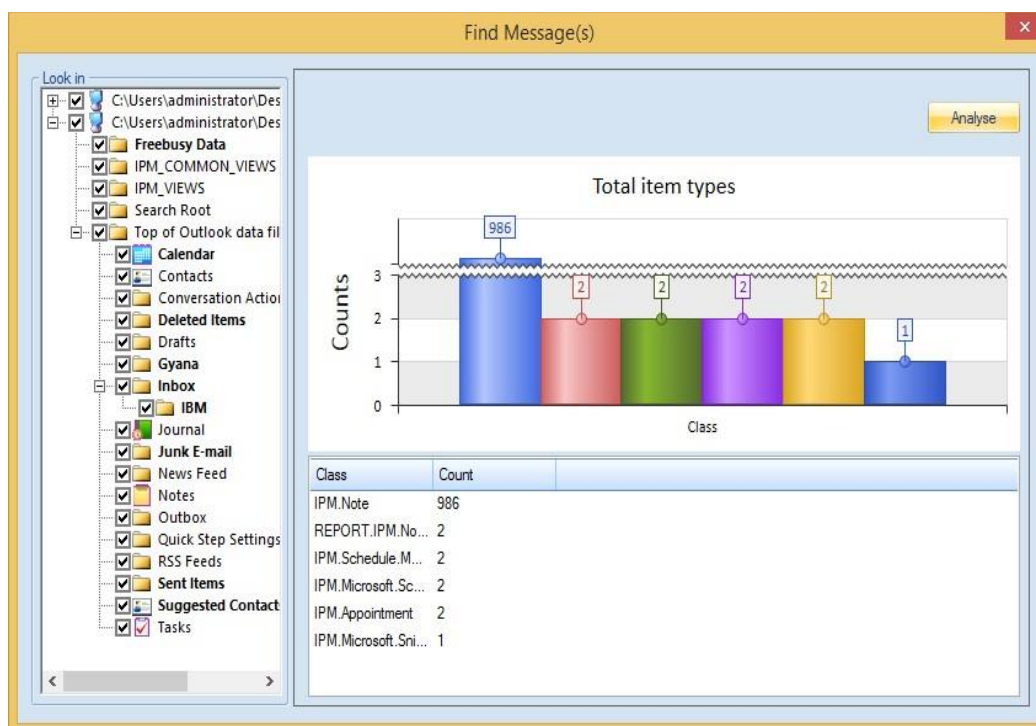 Find Message(s)
x
Look in
C:\Users\administrator\Des
C:\Users\administrator\Des
Freebusy Data
IPM_COMMON_VIEWS
IPM_VIEWS
Search Root
Top of Outlook data fil
Calendar
Contacts
Conversation Action
Deleted Items
Drafts
Gyana
Inbox
IBM
Journal
Junk E-mail
News Feed
Notes
Outbox
Quick Step Settings
RSS Feeds
Sent Items
Suggested Contact
Tasks
Analyse
Total item types
Counts
3
2
1
0
986
2
2
2
2
1
Class
Class Count
IPM.Note 986
REPORT.IPM.No... 2
IPM.Schedule.M... 2
IPM.Microsoft.Sc... 2
IPM.Appointment 2
IPM.Microsoft.Sni... 1